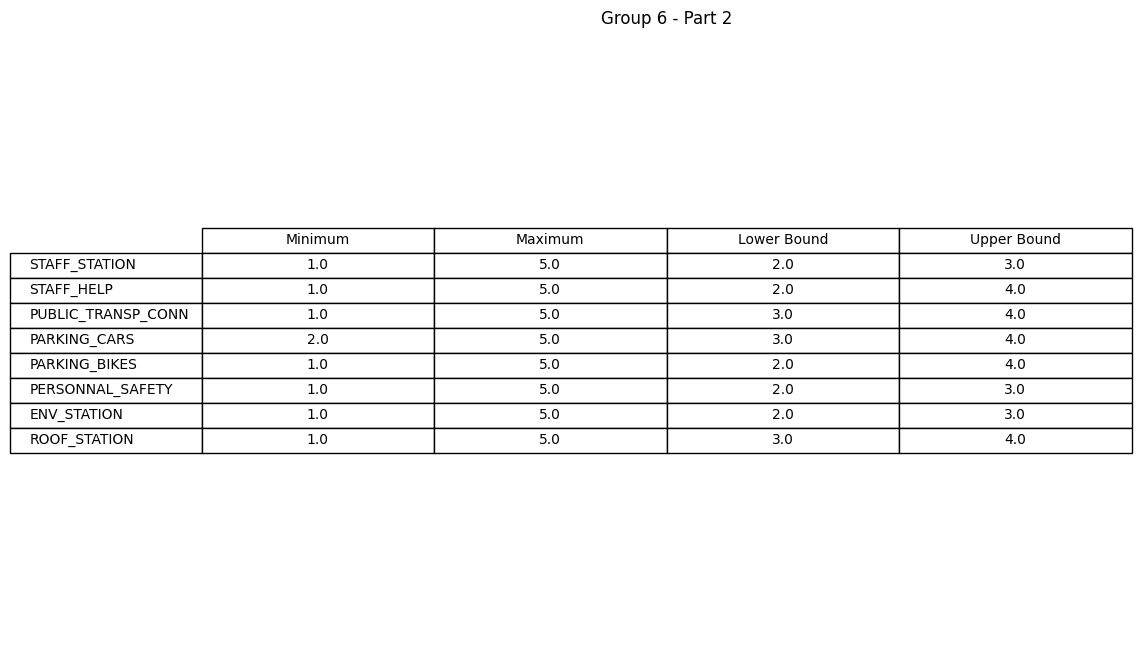 Group 6 - Part 2
Minimum Maximum Lower Bound Upper Bound
STAFF_STATION 1.0 5.0 2.0 3.0
STAFF_HELP 1.0 5.0 2.0 4.0
PUBLIC_TRANSP_CONN 1.0 5.0 3.0 4.0
PARKING_CARS 2.0 5.0 3.0 4.0
PARKING_BIKES 1.0 5.0 2.0 4.0
PERSONNAL_SAFETY 1.0 5.0 2.0 3.0
ENV_STATION 1.0 5.0 2.0 3.0
ROOF_STATION 1.0 5.0 3.0 4.0